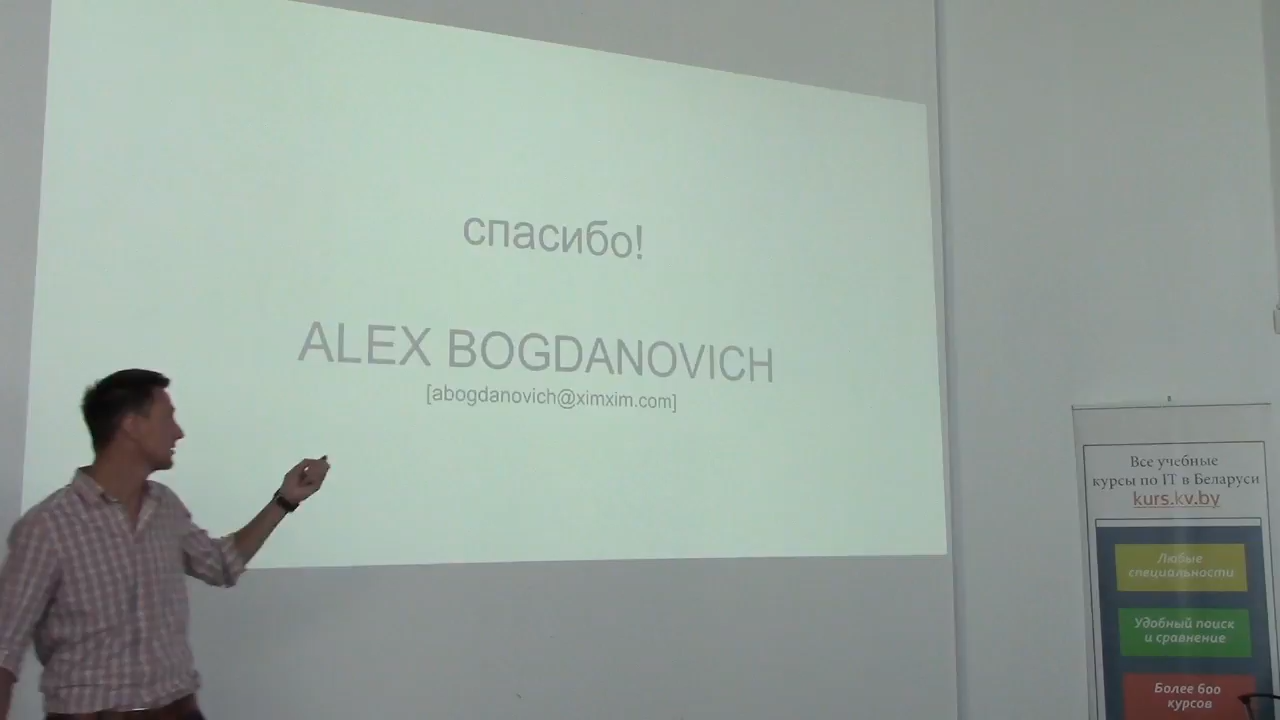 спасибо!
ALEX BOGDANOVICH
[abogdanovich@ximxim.com]
Все учебные
курсы по IT в Беларуси
kurs.kv.by
Любые
специальности
Удобный поиск
и сравнение
Более 600
курсов